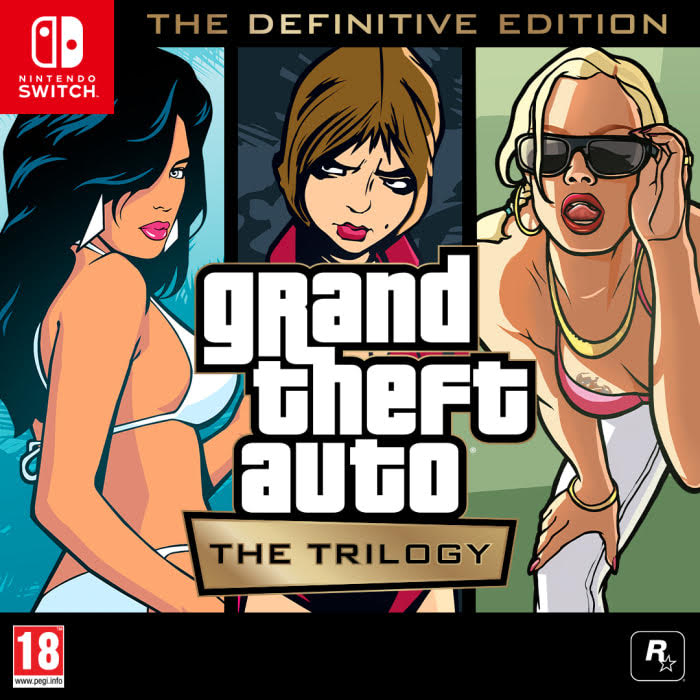 THE DEFINITIVE EDITION
NINTENDO
SWITCH
grand
theft
auto
THE TRILOGY
18
www.pegi.info
R